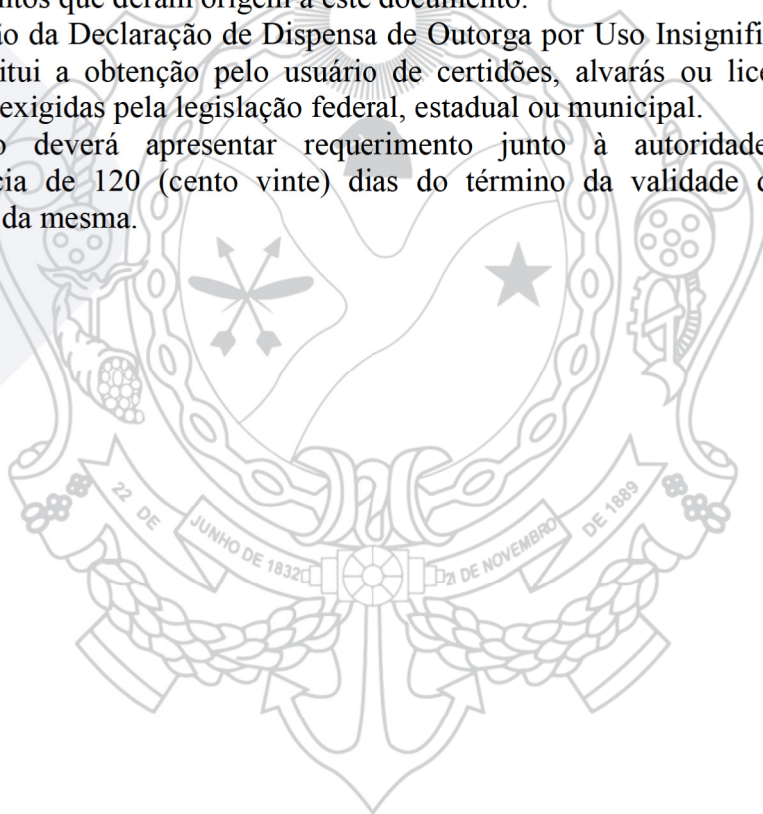 ntos que deram origem a este documento.
ão da Declaração de Dispensa de Outorga por Uso Insignifi
titui a obtenção pelo usuário de certidões, alvarás ou lice
exigidas pela legislação federal, estadual ou municipal.
o deverá apresentar requerimento junto à autoridade
cia de 120 (cento vinte) dias do término da validade
da mesma.
22 DE
JUNHO DE 1832
21 DE NOVEMBRO
DE 1889